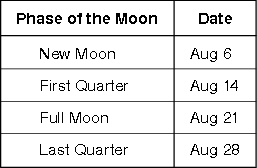 Phase of the Moon Date
New Moon Aug 6
First Quarter Aug 14
Full Moon Aug 21
Last Quarter Aug 28